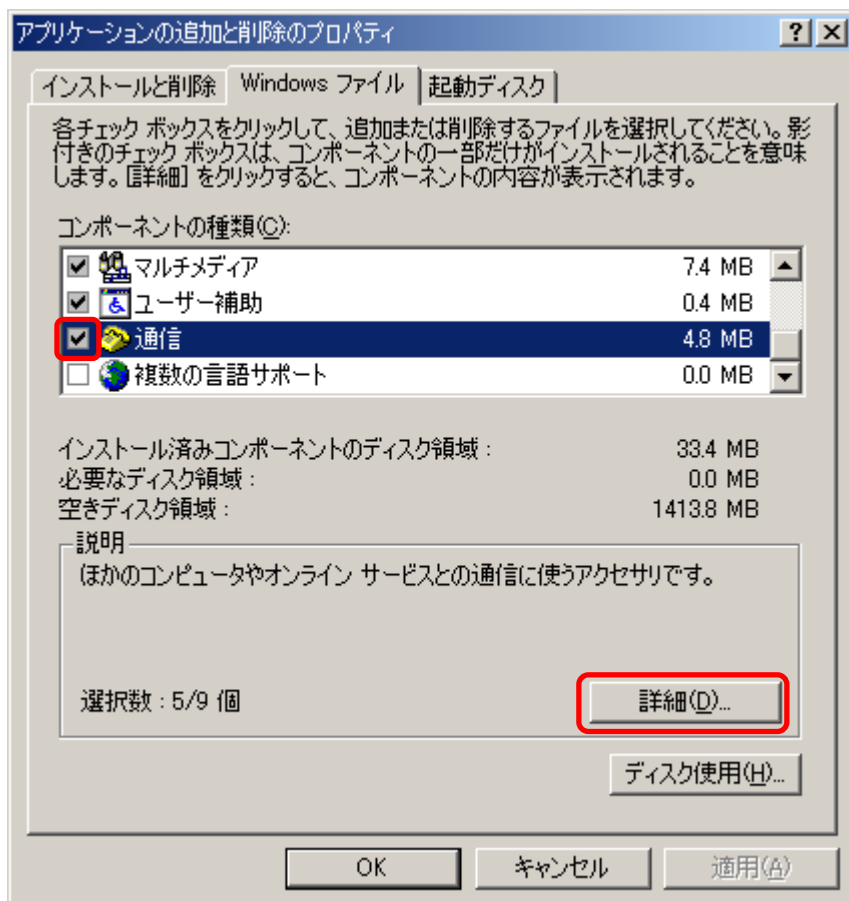 アプリケーションの追加と削除のプロパティ
インストールと削除 Windows ファイル 起動ディスク
各チェック ボックスをクリックして、追加または削除するファイルを選択してください。影
付きのチェック ボックスは、コンポーネントの一部だけがインストールされることを意味
します。[詳細] をクリックすると、コンポーネントの内容が表示されます。
コンポーネントの種類(C):
マルチメディア 7.4 MB
ユーザー補助 0.4 MB
通信 4.8 MB
複数の言語サポート 0.0 MB
インストール済みコンポーネントのディスク領域 : 33.4 MB
必要なディスク領域 : 0.0 MB
空きディスク領域 : 1413.8 MB
説明
ほかのコンピュータやオンライン サービスとの通信に使うアクセサリです。
選択数 : 5/9 個 詳細(D)...
ディスク使用(H)...
OK キャンセル 適用(A)